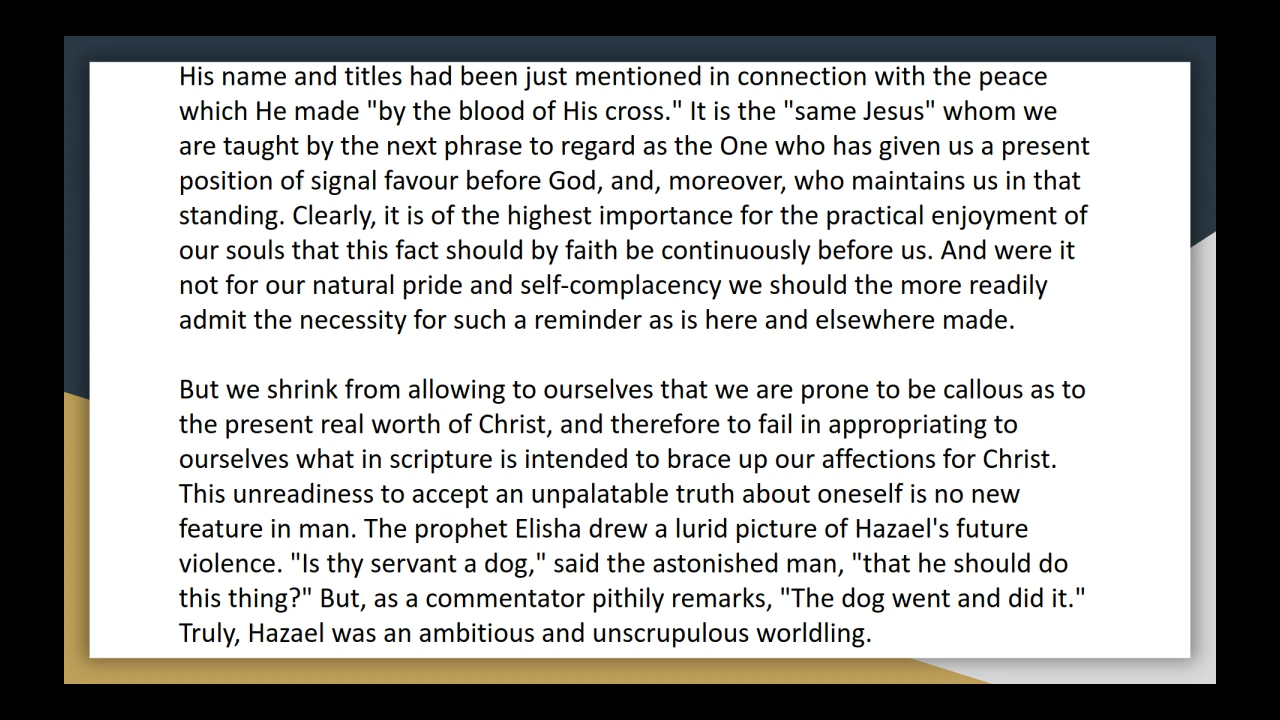 His name and titles had been just mentioned in connection with the peace
which He made "by the blood of His cross." It is the "same Jesus" whom we
are taught by the next phrase to regard as the One who has given us a present
position of signal favour before God, and, moreover, who maintains us in that
standing. Clearly, it is of the highest importance for the practical enjoyment of
our souls that this fact should by faith be continuously before us. And were it
not for our natural pride and self-complacency we should the more readily
admit the necessity for such a reminder as is here and elsewhere made.

But we shrink from allowing to ourselves that we are prone to be callous as to
the present real worth of Christ, and therefore to fail in appropriating to
ourselves what in scripture is intended to brace up our affections for Christ.
This unreadiness to accept an unpalatable truth about oneself is no new
feature in man. The prophet Elisha drew a lurid picture of Hazael's future
violence. "Is thy servant a dog," said the astonished man, "that he should do
this thing?" But, as a commentator pithily remarks, "The dog went and did it."
Truly, Hazael was an ambitious and unscrupulous worldling.